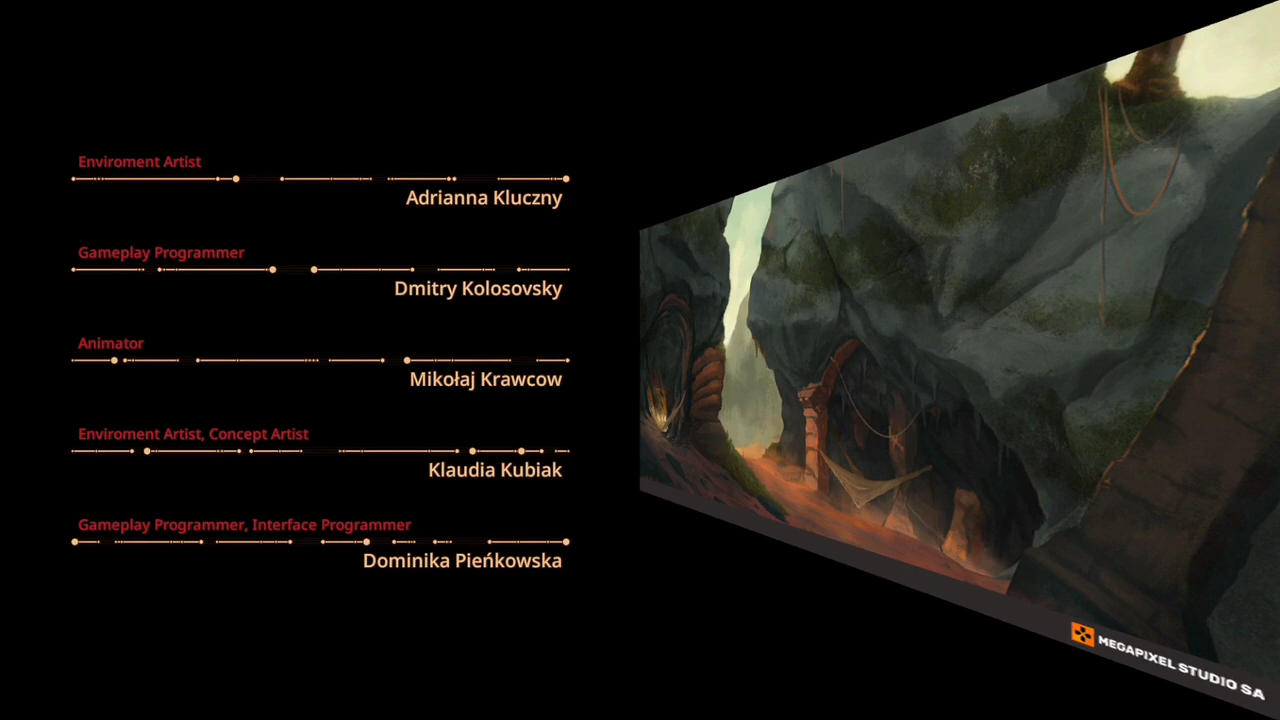 Enviroment Artist
Adrianna Kluczny
Gameplay Programmer
Dmitry Kolosovsky
Animator
Mikołaj Krawcow
Enviroment Artist, Concept Artist
Klaudia Kubiak
Gameplay Programmer, Interface Programmer
Dominika Pieńkowska
MEGAPIXEL STUDIO SA